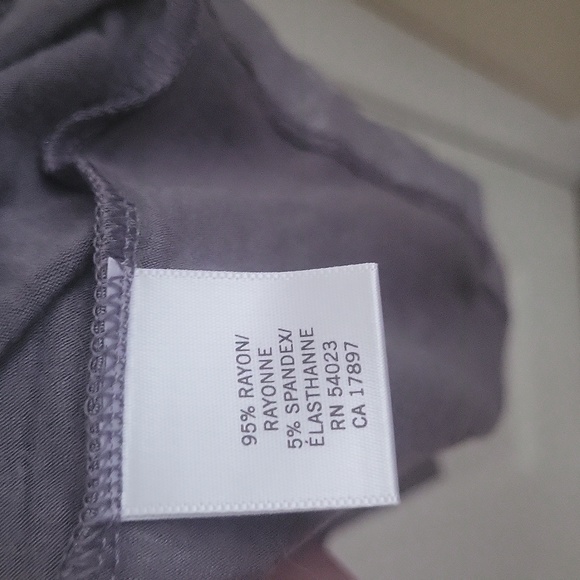 95% RAYON/
RAYONNE
5% SPANDEX/
ÉLASTHANNE
RN 54023
CA 17897